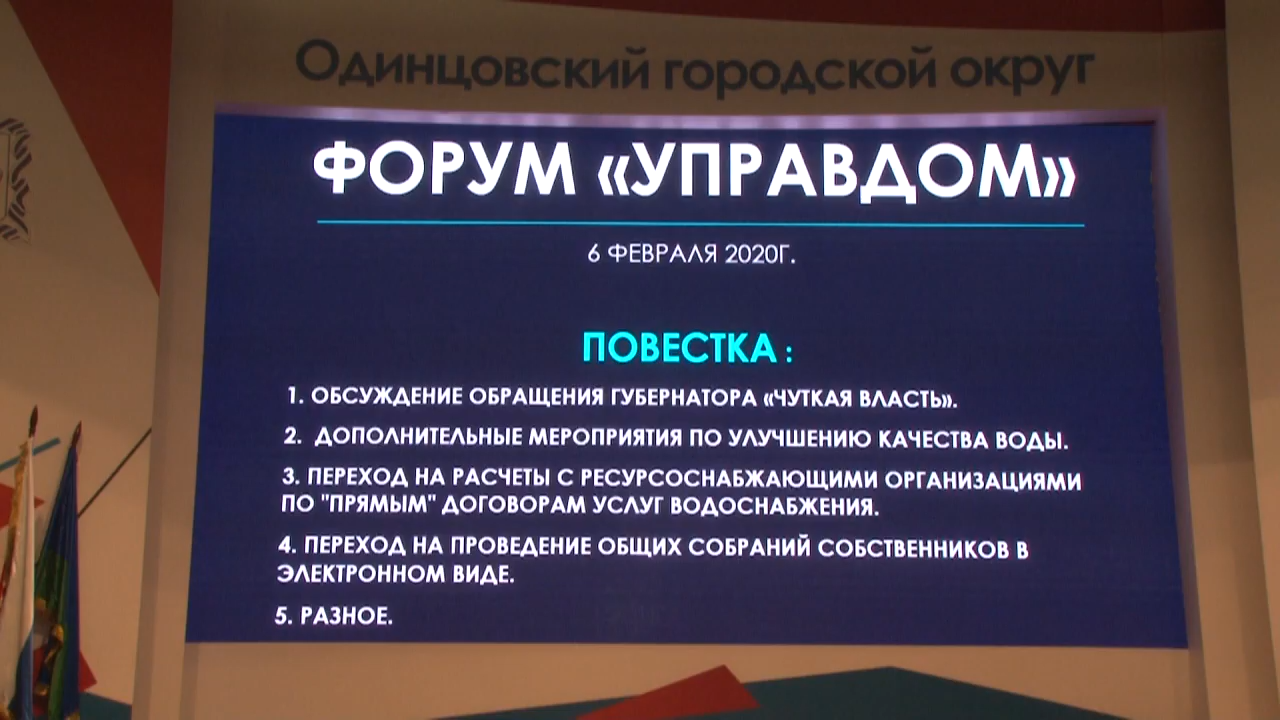 Одинцовский городской округ
ФОРУМ «УПРАВДОМ»
6 ФЕВРАЛЯ 2020Г.
ПОВЕСТКА :
1. ОБСУЖДЕНИЕ ОБРАЩЕНИЯ ГУБЕРНАТОРА «ЧУТКАЯ ВЛАСТЬ».
2. ДОПОЛНИТЕЛЬНЫЕ МЕРОПРИЯТИЯ ПО УЛУЧШЕНИЮ КАЧЕСТВА ВОДЫ.
3. ПЕРЕХОД НА РАСЧЕТЫ С РЕСУРСОСНАБЖАЮЩИМИ ОРГАНИЗАЦИЯМИ
ПО "ПРЯМЫМ" ДОГОВОРАМ УСЛУГ ВОДОСНАБЖЕНИЯ.
4. ПЕРЕХОД НА ПРОВЕДЕНИЕ ОБЩИХ СОБРАНИЙ СОБСТВЕННИКОВ В
ЭЛЕКТРОННОМ ВИДЕ.
5. РАЗНОЕ.